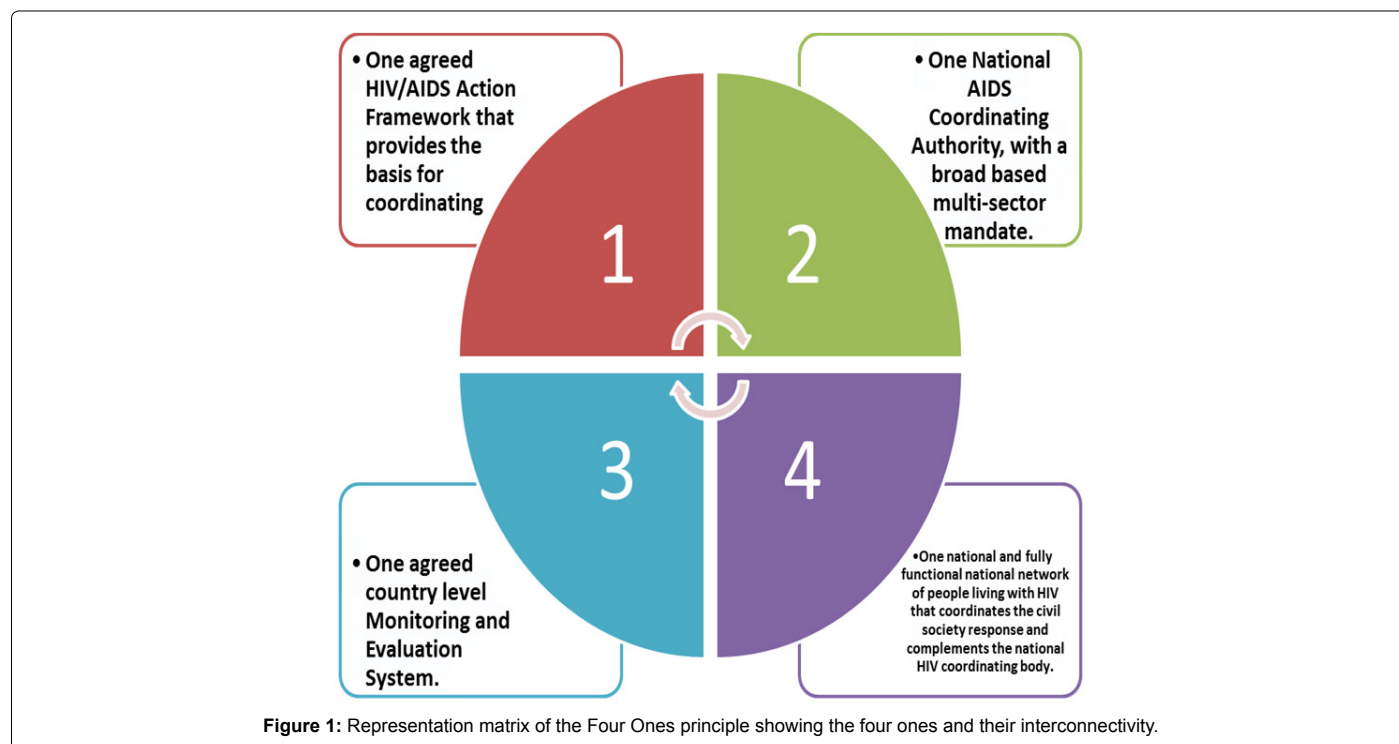 • One agreed
HIV/AIDS Action
Framework that
provides the
basis for
coordinating
• One National
AIDS
Coordinating
Authority, with a
broad based
multi-sector
mandate.
1
2
3
4
• One agreed
country level
Monitoring and
Evaluation
System.
•One national and fully
functional national network
of people living with HIV
that coordinates the civil
society response and
complements the national
HIV coordinating body.
Figure 1: Representation matrix of the Four Ones principle showing the four ones and their interconnectivity.